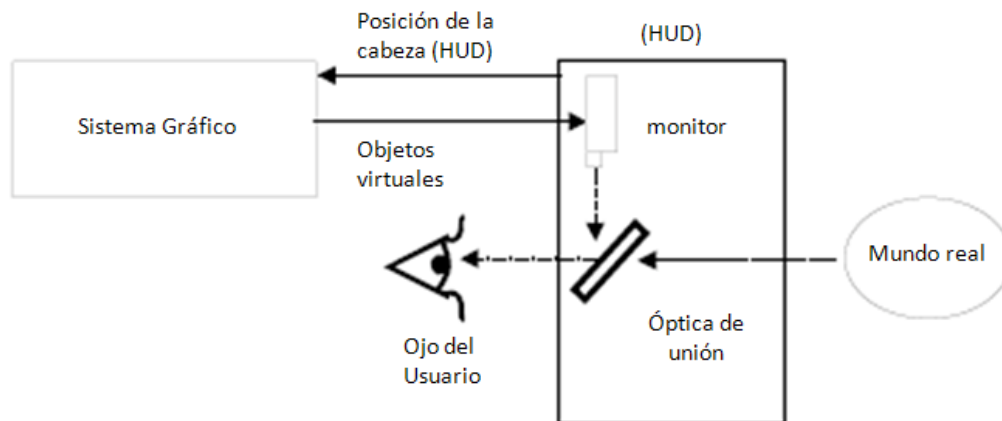 Posición de la
cabeza (HUD)
(HUD)
Sistema Gráfico
monitor
Objetos
virtuales
Mundo real
Óptica de
unión
Ojo del
Usuario